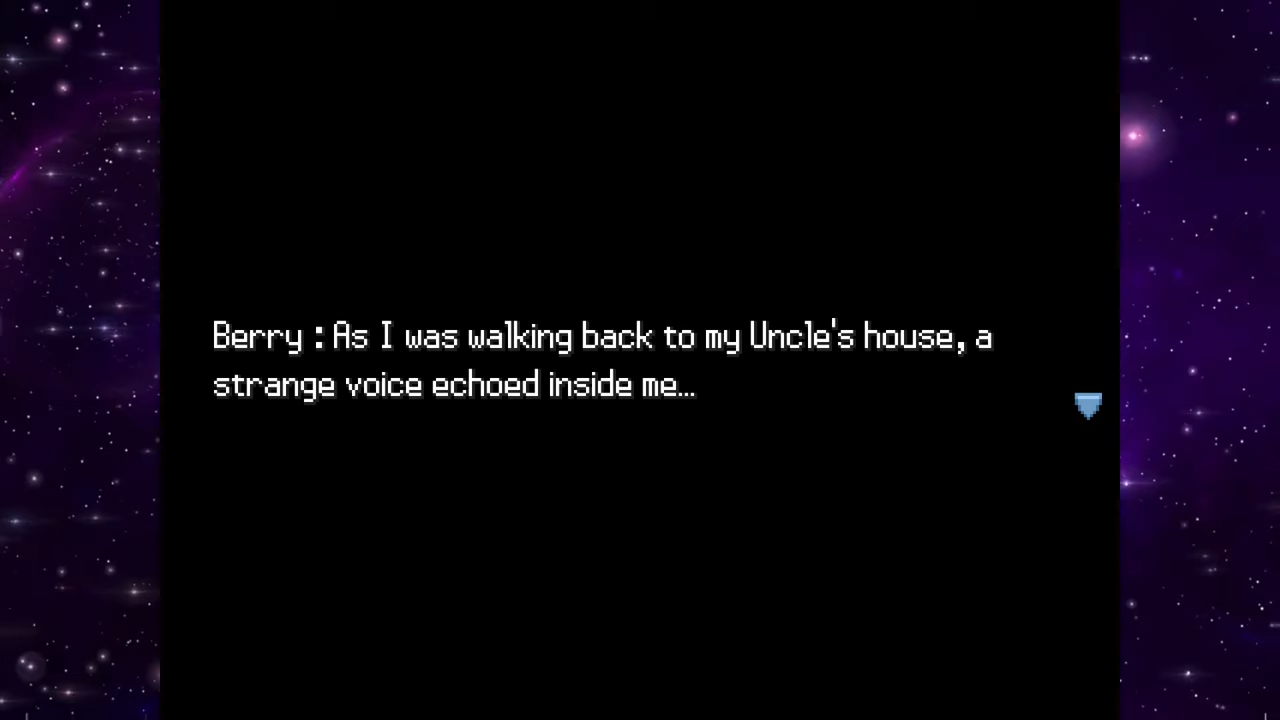 Berry : As I was walking back to my Uncle's house, a
strange voice echoed inside me...